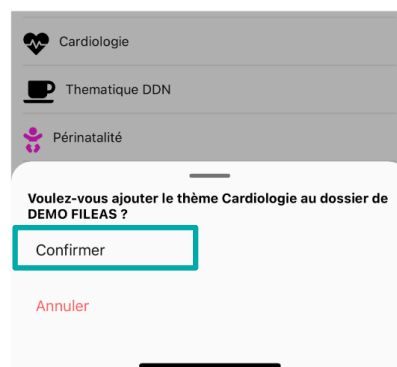 Cardiologie
Thematique DDN
Périnatalité
Voulez-vous ajouter le thème Cardiologie au dossier de
DEMO FILEAS ?
Confirmer
Annuler